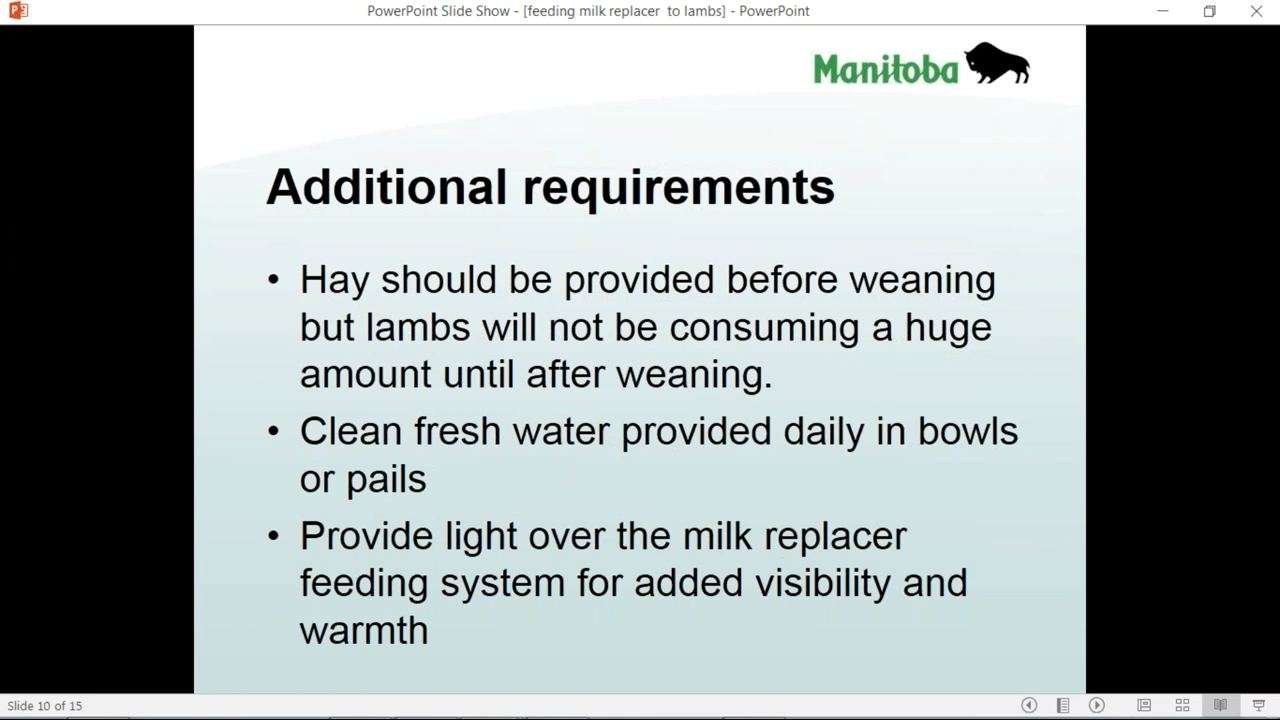 PowerPoint Slide Show - [feeding milk replacer  to lambs] - PowerPoint
Manitoba
Additional requirements
• Hay should be provided before weaning
but lambs will not be consuming a huge
amount until after weaning.
• Clean fresh water provided daily in bowls
or pails
• Provide light over the milk replacer
feeding system for added visibility and
warmth
Slide 10 of 15